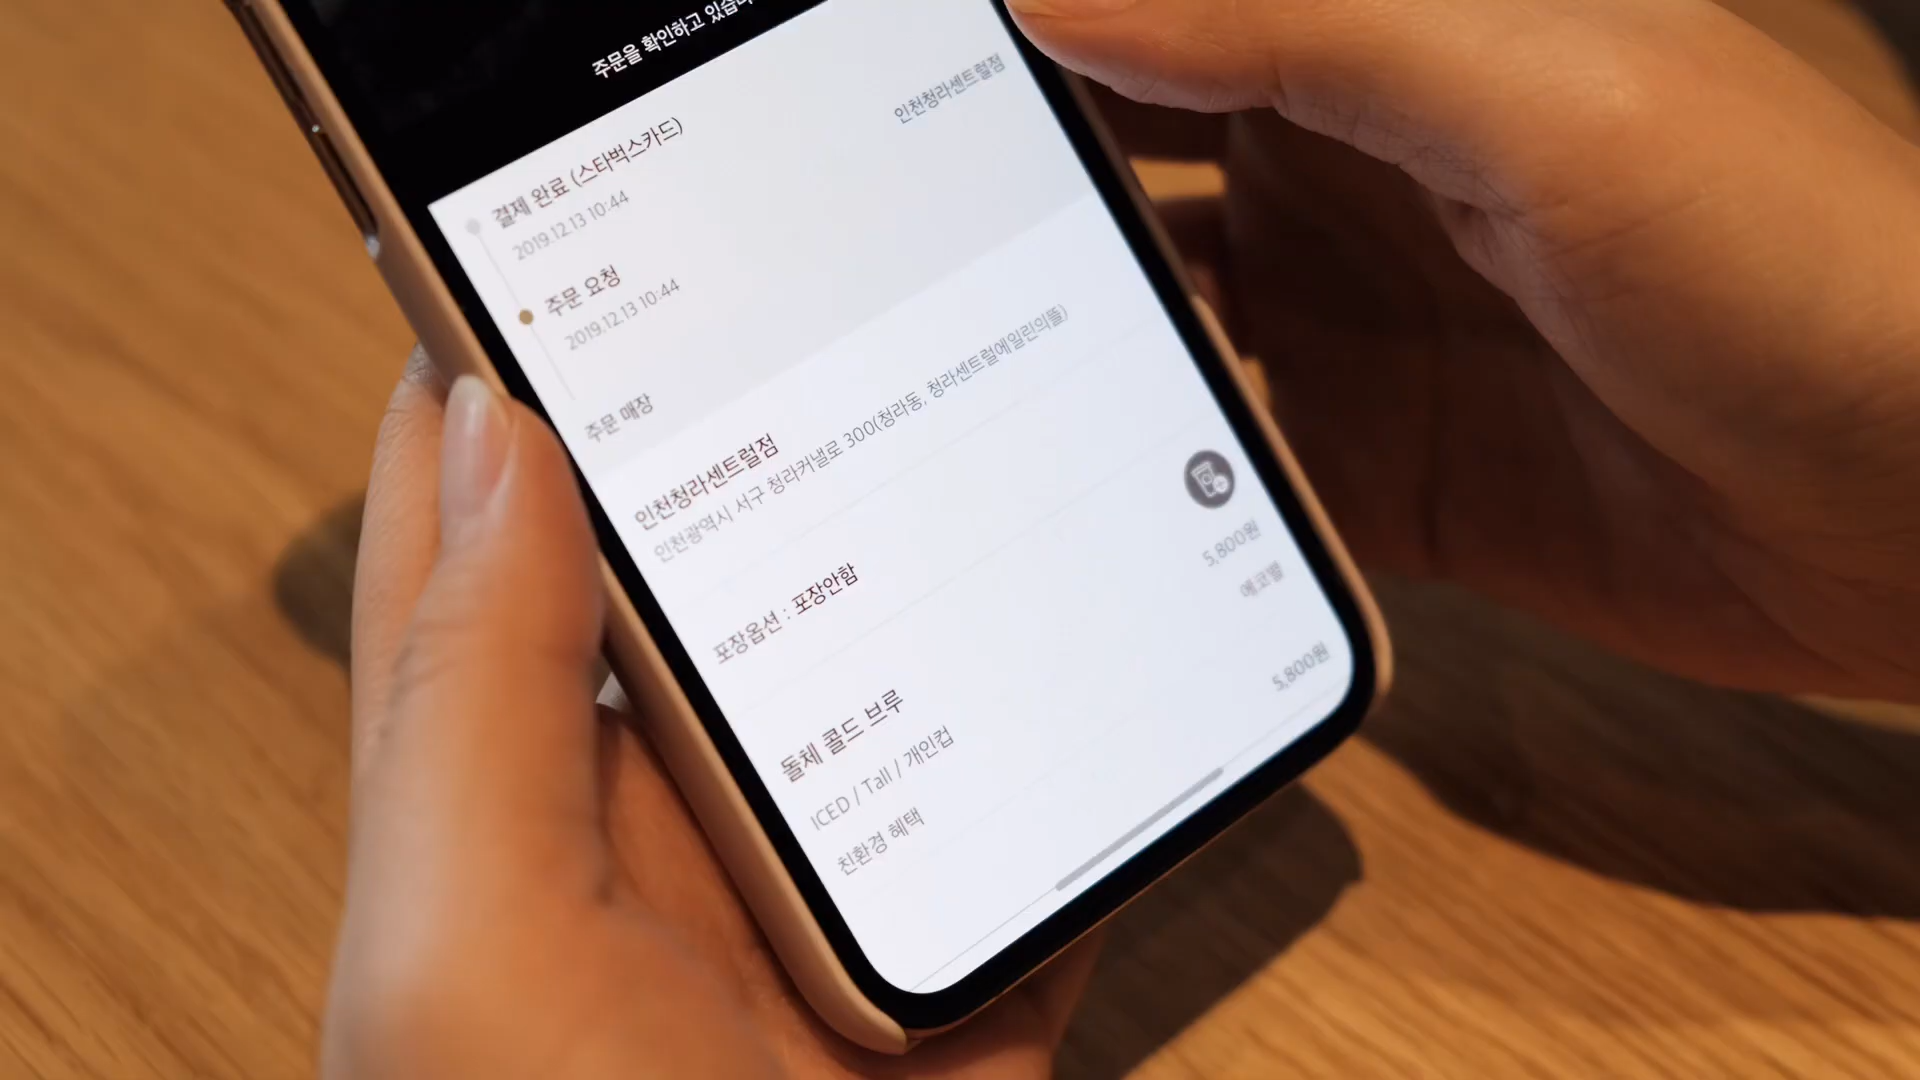 주문을 확인하고 있습니
결제 완료 (스타벅스카드)
인천청라센트럴점
2019.12.13 10:44
주문 요청
2019.12.13 10:44
주문 매장
인천청라센트럴점
인천광역시 서구 청라커낼로 300(청라동, 청라센트럴에일린의뜰)
포장옵션 : 포장안함
돌체 콜드 브루
5,800원
ICED / Tall / 개인컵
친환경 혜택
에코별
5,800원